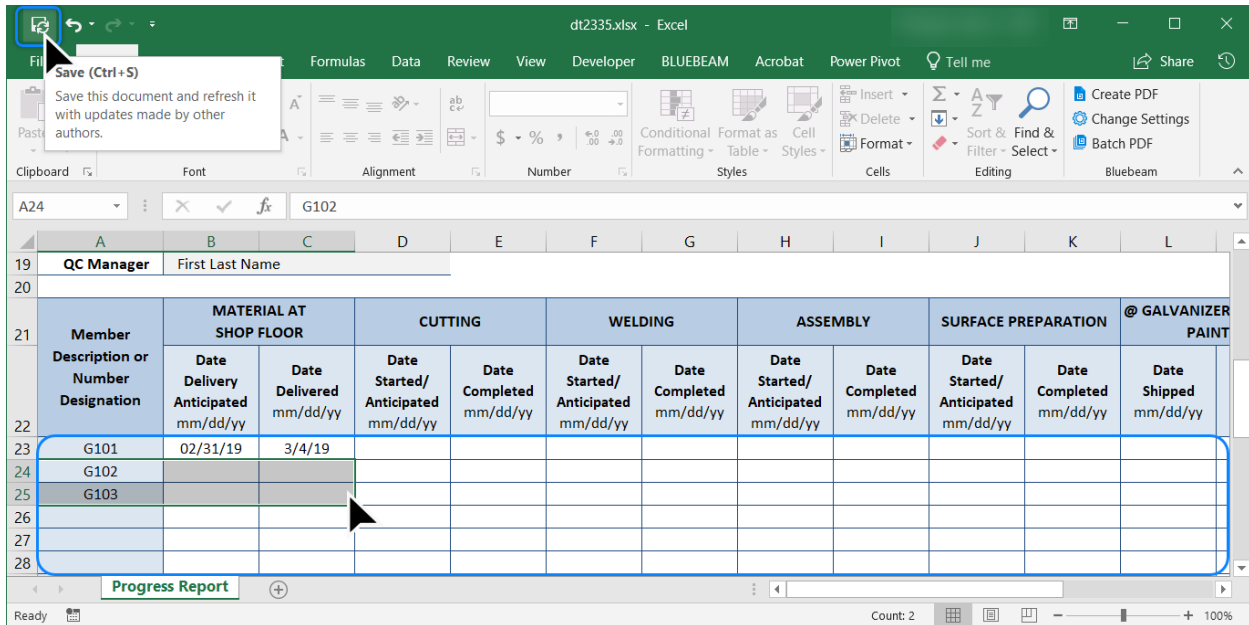 dt2335.xlsx - Excel
Formulas Data Review View Developer BLUEBEAM Acrobat Power Pivot Tell me Share
Save (Ctrl+S)
Save this document and refresh it
with updates made by other
authors.
Insert
Delete
Format
Conditional Format as Cell
Formatting Table Styles
Sort & Find &
Filter Select
Create PDF
Change Settings
Batch PDF
$ % ,
Clipboard Font Alignment Number Styles Cells Editing Bluebeam
A24 fx G102
A B C D E F G H I J K L
19 QC Manager First Last Name
20
21
Member
Description or
Number
Designation
MATERIAL AT
SHOP FLOOR
CUTTING
WELDING
ASSEMBLY
SURFACE PREPARATION
@ GALVANIZER
PAINT
22
Date
Delivery
Anticipated
mm/dd/yy
Date
Delivered
mm/dd/yy
Date
Started/
Anticipated
mm/dd/yy
Date
Completed
mm/dd/yy
Date
Started/
Anticipated
mm/dd/yy
Date
Completed
mm/dd/yy
Date
Started/
Anticipated
mm/dd/yy
Date
Completed
mm/dd/yy
Date
Started/
Anticipated
mm/dd/yy
Date
Completed
mm/dd/yy
Date
Shipped
mm/dd/yy
23 G101 02/31/19 3/4/19
24 G102
25 G103
26
27
28
Progress Report
Ready Count: 2 100%